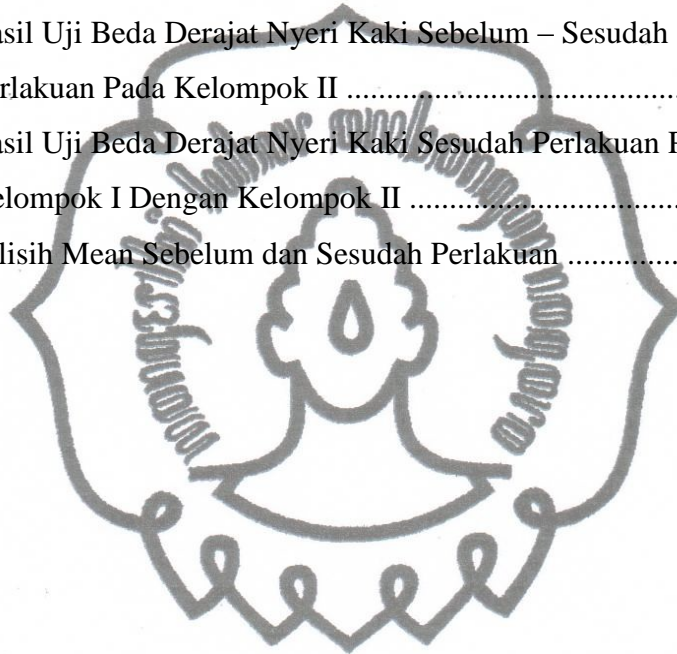 asil Uji Beda Derajat Nyeri Kaki Sebelum – Sesudah
rlakuan Pada Kelompok II ........................................
asil Uji Beda Derajat Nyeri Kaki Sesudah Perlakuan P
elompok I Dengan Kelompok II ................................
lisih Mean Sebelum dan Sesudah Perlakuan ..............